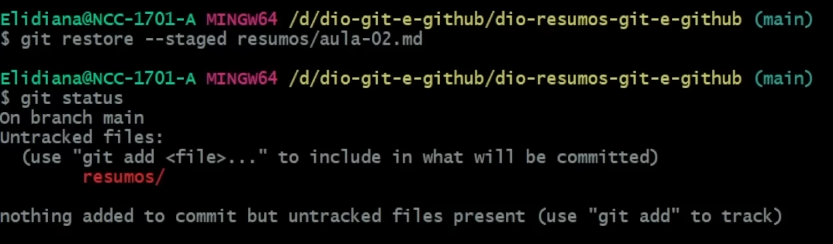 Elidiana@NCC-1701-A MINGW64 /d/dio-git-e-github/dio-resumos-git-e-github (main)
$ git restore --staged resumos/aula-02.md
Elidiana@NCC-1701-A MINGW64 /d/dio-git-e-github/dio-resumos-git-e-github (main)
$ git status
On branch main
Untracked files:
  (use "git add <file>..." to include in what will be committed)
        resumos/
nothing added to commit but untracked files present (use "git add" to track)